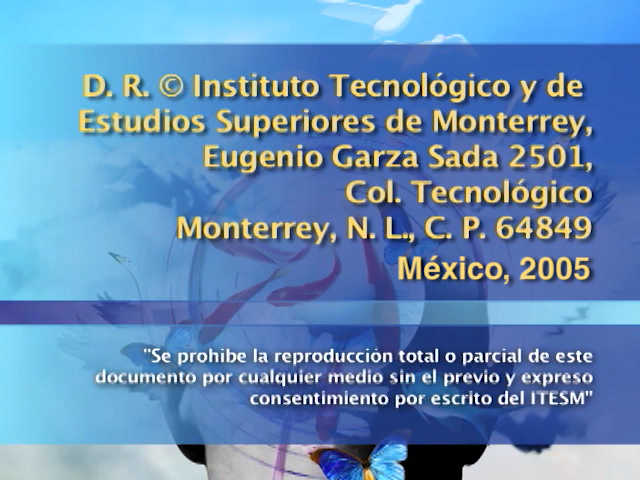 D. R. © Instituto Tecnológico y de
Estudios Superiores de Monterrey,
Eugenio Garza Sada 2501,
Col. Tecnológico
Monterrey, N. L., C. P. 64849
México, 2005
"Se prohibe la reproducción total o parcial de este
documento por cualquier medio sin el previo y expreso
consentimiento por escrito del ITESM"